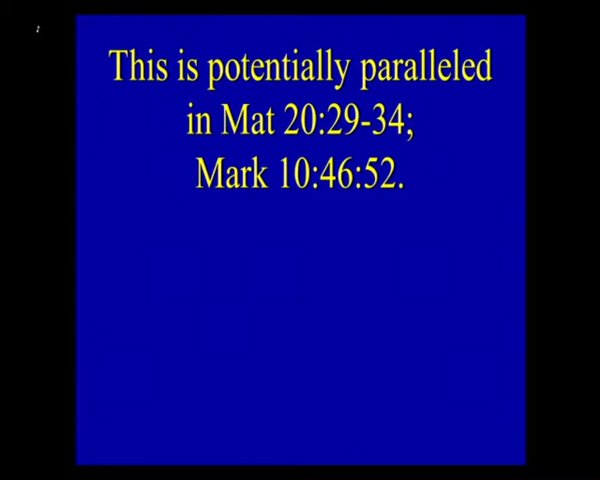 This is potentially paralleled
in Mat 20:29-34;
Mark 10:46:52.